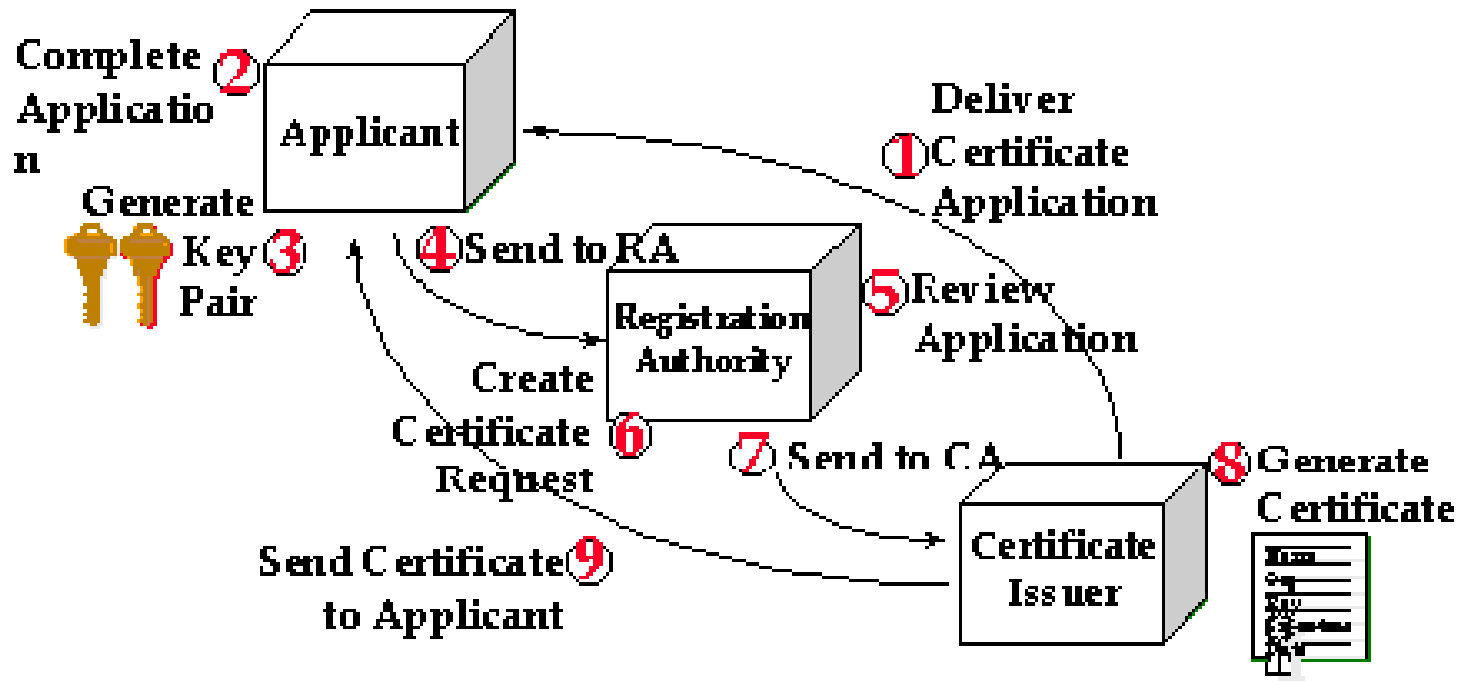 Complete
Applicatio
n
2
Applicant
Deliver
1 Certificate
Application
Generate
Key 3
Pair
4 Send to RA
5 Review
Application
Registration
Authority
Create
Certificate 6
Request
7 Send to CA
8 Generate
Certificate
Certificate
Issuer
Send Certificate 9
to Applicant